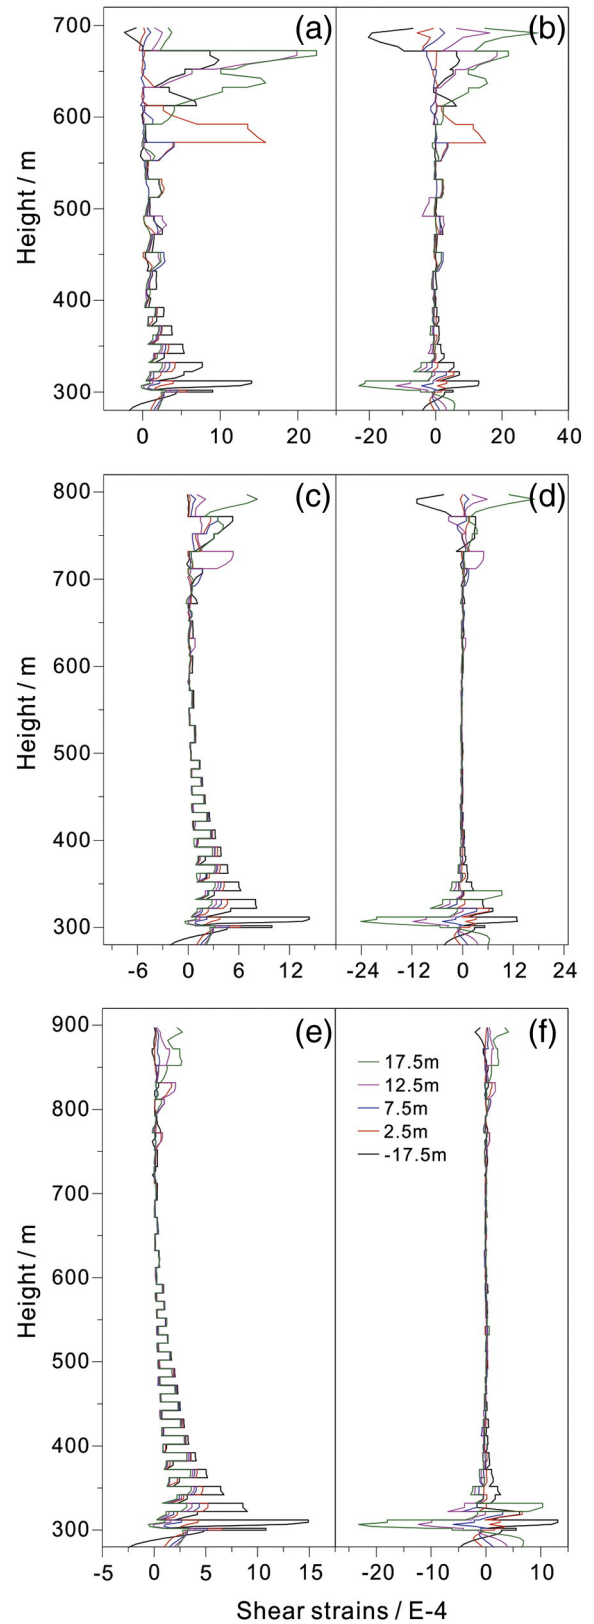 (a)
(b)
700
600
500
400
300
Height / m
0
10
20
-20
0
20
40
(c)
(d)
800
700
600
500
400
300
Height / m
-6
0
6
12
-24
-12
0
12
24
(e)
(f)
900
800
700
600
500
400
300
Height / m
17.5m
12.5m
7.5m
2.5m
-17.5m
-5
0
5
10
15
-20
-10
0
10
Shear strains / E-4